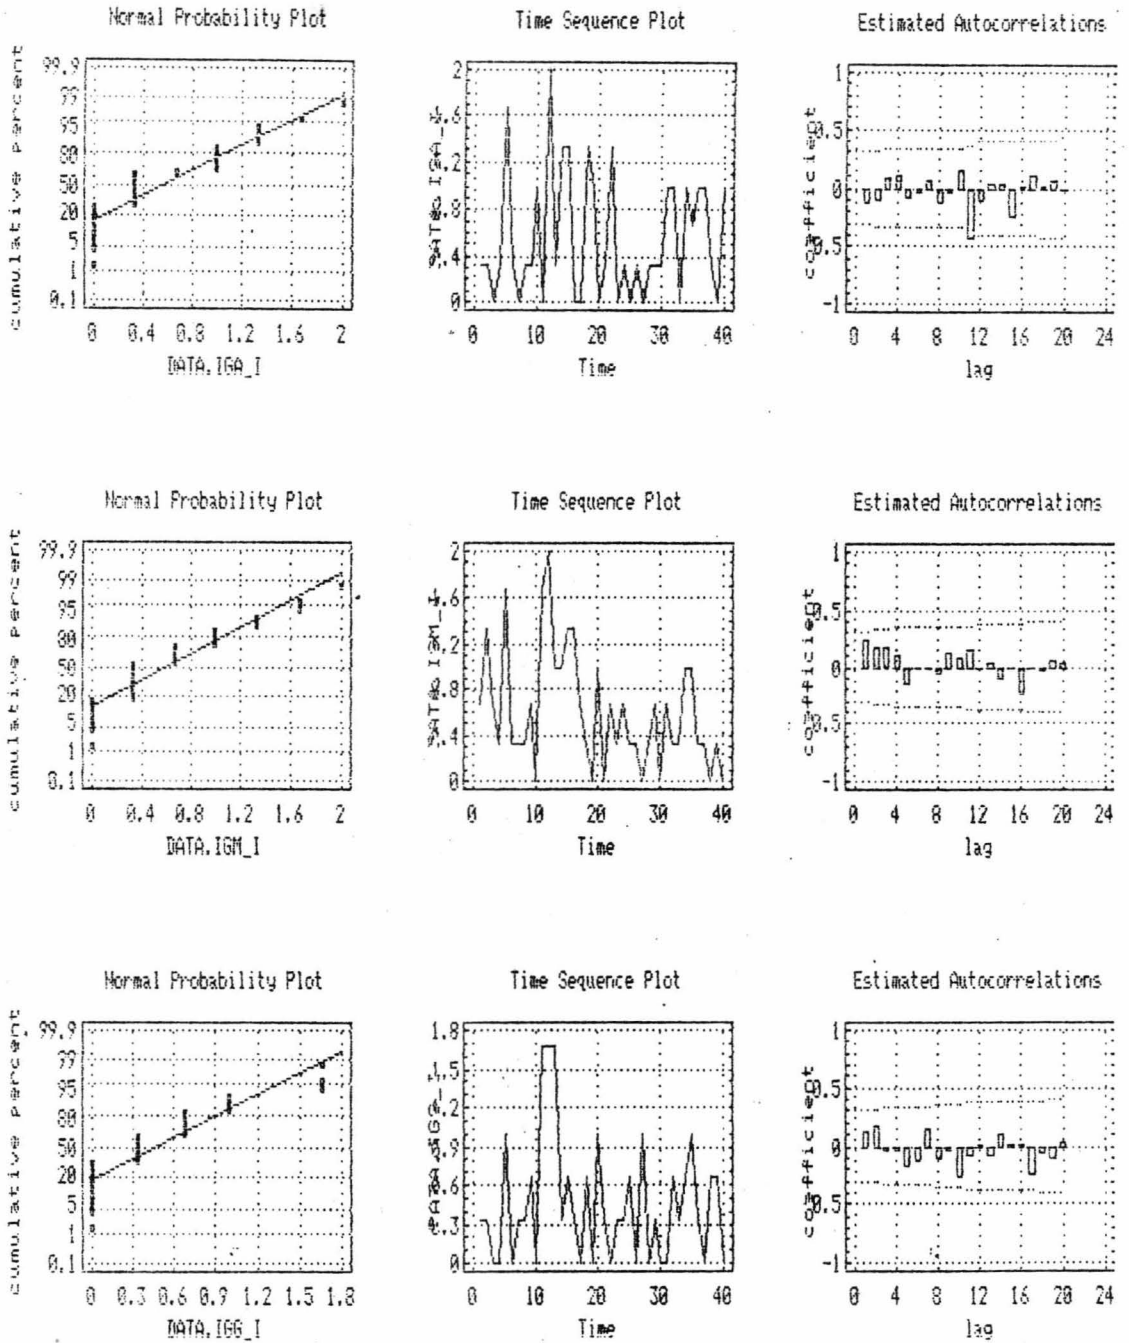 Normal Probability Plot
cumulative percent
99.9
99
95
80
50
20
5
1
0.1
0 0.4 0.8 1.2 1.6 2
DATA.IGA_I
Time Sequence Plot
2
1.6
1.2
0.8
0.4
0
0 10 20 30 40
Time
Estimated Autocorrelations
coefficient
1
0.5
0
-0.5
-1
0 4 8 12 16 20 24
lag
Normal Probability Plot
cumulative percent
99.9
99
95
80
50
20
5
1
0.1
0 0.4 0.8 1.2 1.6 2
DATA.IGM_I
Time Sequence Plot
DATA.IGM_I
2
1.6
1.2
0.8
0.4
0
0 10 20 30 40
Time
Estimated Autocorrelations
coefficient
1
0.5
0
-0.5
-1
0 4 8 12 16 20 24
lag
Normal Probability Plot
cumulative percent
99.9
99
95
80
50
20
5
1
0.1
0 0.3 0.6 0.9 1.2 1.5 1.8
DATA.IGG_I
Time Sequence Plot
DATA.IGG_I
1.8
1.5
1.2
0.9
0.6
0.3
0
0 10 20 30 40
Time
Estimated Autocorrelations
coefficient
1
0.5
0
-0.5
-1
0 4 8 12 16 20 24
lag